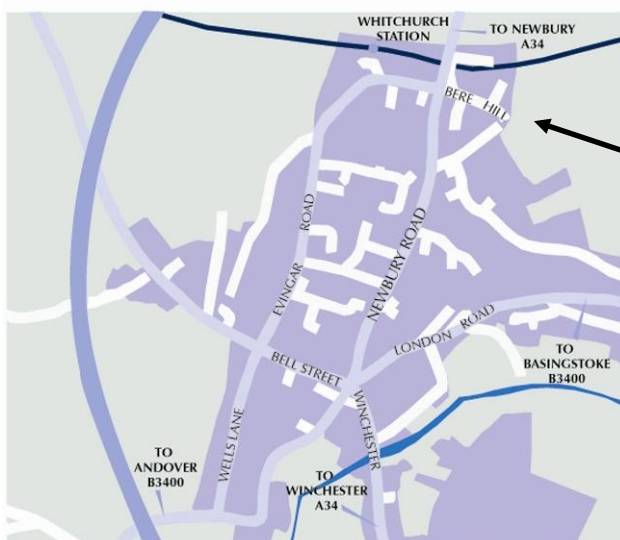 WHITCHURCH
STATION
TO NEWBURY
A34
BERE HILL
EVINGAR ROAD
NEWBURY ROAD
LONDON ROAD
BELL STREET
TO
BASINGSTOKE
B3400
WINCHESTER
WELLS LANE
TO
ANDOVER
B3400
TO
WINCHESTER
A34